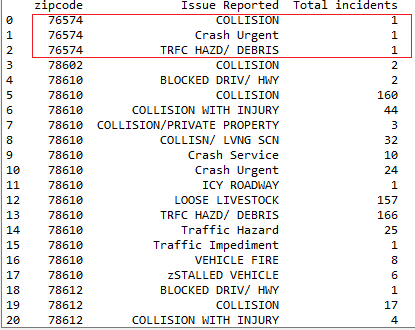 zipcode Issue Reported Total incidents
0 76574 COLLISION 1
1 76574 Crash Urgent 1
2 76574 TRFC HAZD/ DEBRIS 1
3 78602 COLLISION 2
4 78610 BLOCKED DRIV/ HWY 2
5 78610 COLLISION 160
6 78610 COLLISION WITH INJURY 44
7 78610 COLLISION/PRIVATE PROPERTY 3
8 78610 COLLISN/ LVNG SCN 32
9 78610 Crash Service 10
10 78610 Crash Urgent 24
11 78610 ICY ROADWAY 1
12 78610 LOOSE LIVESTOCK 157
13 78610 TRFC HAZD/ DEBRIS 166
14 78610 Traffic Hazard 25
15 78610 Traffic Impediment 1
16 78610 VEHICLE FIRE 8
17 78610 zSTALLED VEHICLE 6
18 78612 BLOCKED DRIV/ HWY 1
19 78612 COLLISION 17
20 78612 COLLISION WITH INJURY 4